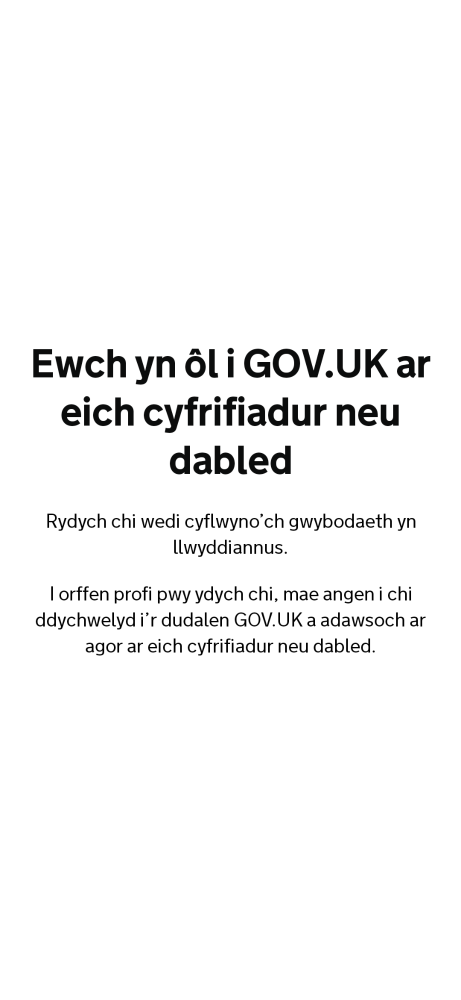 Ewch yn ôl i GOV.UK ar
eich cyfrifiadur neu
dabled
Rydych chi wedi cyflwyno’ch gwybodaeth yn
llwyddiannus.
I orffen profi pwy ydych chi, mae angen i chi
ddychwelyd i’r dudalen GOV.UK a adawsoch ar
agor ar eich cyfrifiadur neu dabled.